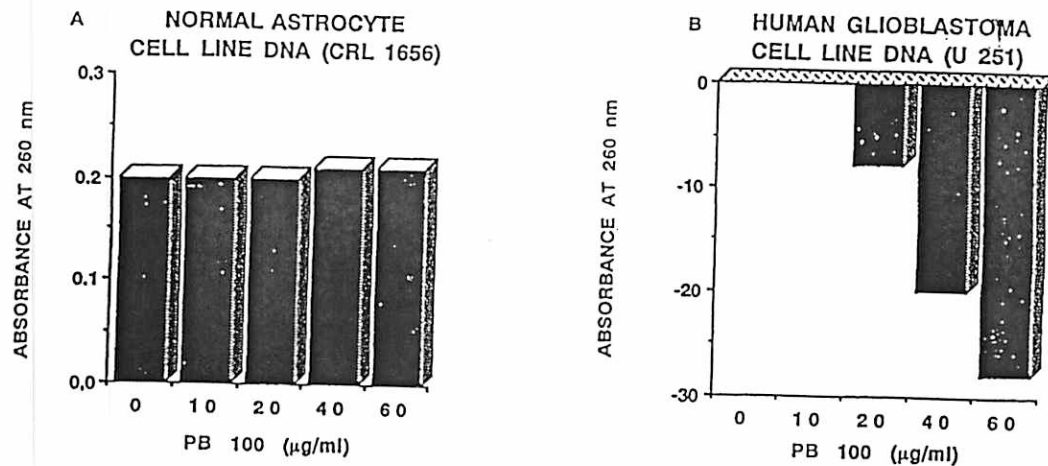 A
NORMAL ASTROCYTE
CELL LINE DNA (CRL 1656)
ABSORBANCE AT 260 nm
0,3
0.2
0.1
0.0
0 10 20 40 60
PB 100 (µg/ml)
B
HUMAN GLIOBLASTOMA
CELL LINE DNA (U 251)
ABSORBANCE AT 260 nm
0
-10
-20
-30
0 10 20 40 60
PB 100 (µg/ml)